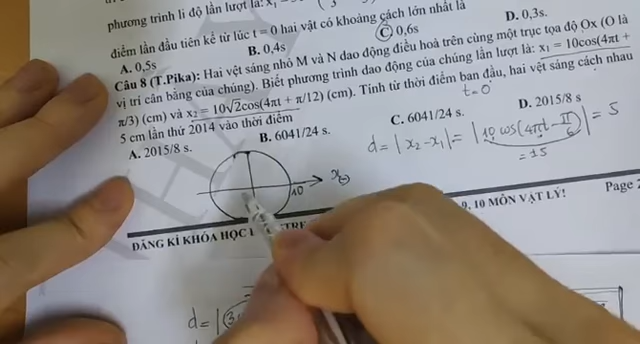 phương trình li độ lần lượt là: x₁
điểm lần đầu tiên kể từ lúc t = 0 hai vật có khoảng cách lớn nhất là
A. 0,5s B. 0,4s C 0,6s D. 0,3s.
Câu 8 (T.Pika): Hai vật sáng nhỏ M và N dao động điều hoà trên cùng một trục tọa độ Ox (O là
vị trí cân bằng của chúng). Biết phương trình dao động của chúng lần lượt là: x₁ = 10cos(4πt +
π/3) (cm) và x₂ = 10√2cos(4πt + π/12) (cm). Tính từ thời điểm ban đầu, hai vật sáng cách nhau
t=0
5 cm lần thứ 2014 vào thời điểm
A. 2015/8 s. B. 6041/24 s. C. 6041/24 s. D. 2015/8 s
d = |x₂ - x₁| = |10 cos(4πt - π/6)| = 5
= 15
10
ĐĂNG KÍ KHÓA HỌC 9, 10 MÔN VẬT LÝ! Page
d = |